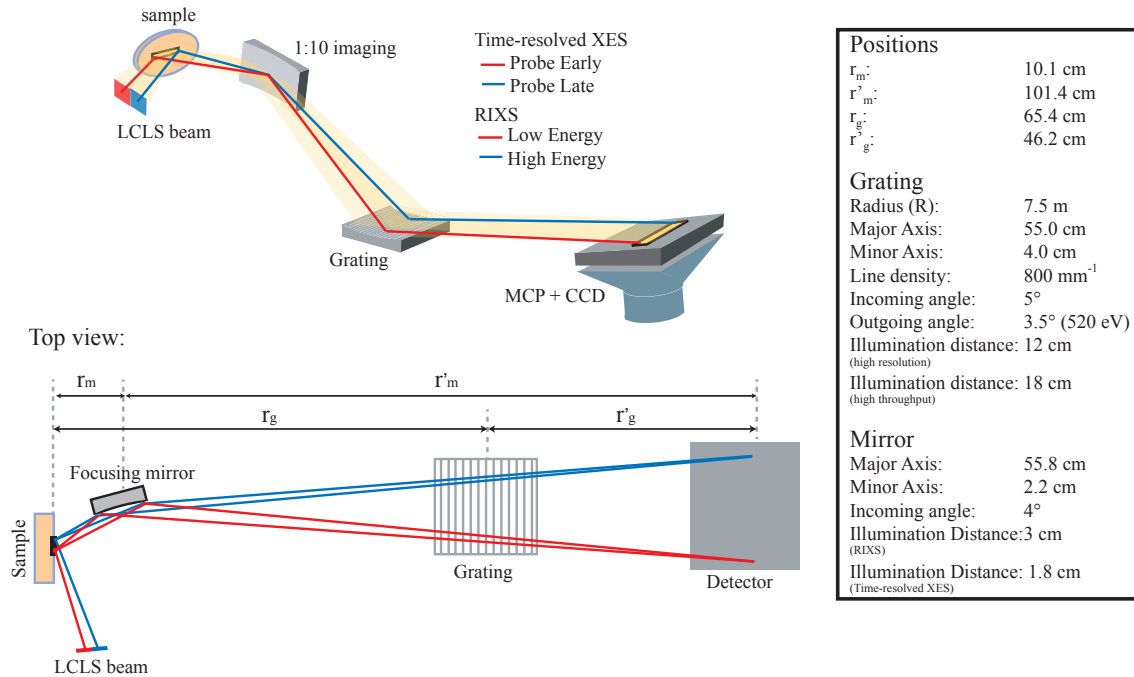 sample
1:10 imaging
LCLS beam
Time-resolved XES
Probe Early
Probe Late
RIXS
Low Energy
High Energy
Grating
MCP + CCD
Top view:
rm
r'm
rg
r'g
Focusing mirror
Sample
Grating
Detector
LCLS beam
Positions
rm: 10.1 cm
r'm: 101.4 cm
rg: 65.4 cm
r'g: 46.2 cm
Grating
Radius (R): 7.5 m
Major Axis: 55.0 cm
Minor Axis: 4.0 cm
Line density: 800 mm-1
Incoming angle: 5°
Outgoing angle: 3.5° (520 eV)
Illumination distance: 12 cm
(high resolution)
Illumination distance: 18 cm
(high throughput)
Mirror
Major Axis: 55.8 cm
Minor Axis: 2.2 cm
Incoming angle: 4°
Illumination Distance:3 cm
(RIXS)
Illumination Distance: 1.8 cm
(Time-resolved XES)